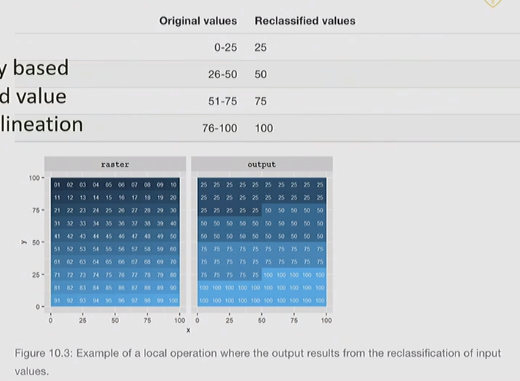 Original values Reclassified values
0-25 25
y based
26-50 50
d value
51-75 75
lineation
76-100 100
raster output
100
01 02 03 04 05 06 07 08 09 10 25 25 25 25 25 25 25 25 25 25
11 12 13 14 15 16 17 18 19 20 25 25 25 25 25 25 25 25 25 25
75
21 22 23 24 25 26 27 28 29 30 25 25 25 25 25 50 50 50 50 50
31 32 33 34 35 36 37 38 39 40 50 50 50 50 50 50 50 50 50 50
y 50
41 42 43 44 45 46 47 48 49 50 50 50 50 50 50 50 50 50 50 50
51 52 53 54 55 56 57 58 59 60 75 75 75 75 75 75 75 75 75 75
61 62 63 64 65 66 67 68 69 70 75 75 75 75 75 75 75 75 75 75
25
71 72 73 74 75 76 77 78 79 80 75 75 75 75 75 100 100 100 100 100
81 82 83 84 85 86 87 88 89 90 100 100 100 100 100 100 100 100 100 100
91 92 93 94 95 96 97 98 99 100 100 100 100 100 100 100 100 100 100 100
0
0 25 50 75 100 0 25 50 75 100
x
Figure 10.3: Example of a local operation where the output results from the reclassification of input
values.